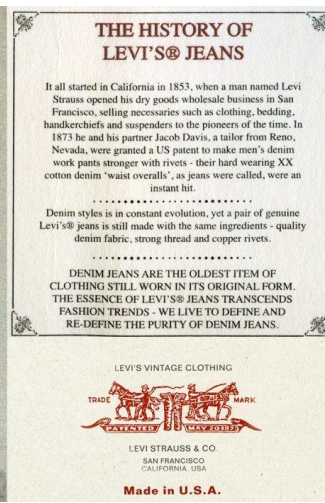 THE HISTORY OF
LEVI'S® JEANS
It all started in California in 1853, when a man named Levi
Strauss opened his dry goods wholesale business in San
Francisco, selling necessaries such as clothing, bedding,
handkerchiefs and suspenders to the pioneers of the time. In
1873 he and his partner Jacob Davis, a tailor from Reno,
Nevada, were granted a US patent to make men's denim
work pants stronger with rivets - their hard wearing XX
cotton denim 'waist overalls', as jeans were called, were an
instant hit.
Denim styles is in constant evolution, yet a pair of genuine
Levi's® jeans is still made with the same ingredients - quality
denim fabric, strong thread and copper rivets.
DENIM JEANS ARE THE OLDEST ITEM OF
CLOTHING STILL WORN IN ITS ORIGINAL FORM.
THE ESSENCE OF LEVI'S® JEANS TRANSCENDS
FASHION TRENDS - WE LIVE TO DEFINE AND
RE-DEFINE THE PURITY OF DENIM JEANS.
LEVI'S VINTAGE CLOTHING
TRADE MARK
PATENTED MAY 20 1873
LEVI STRAUSS & CO.
SAN FRANCISCO
CALIFORNIA. USA
Made in U.S.A.